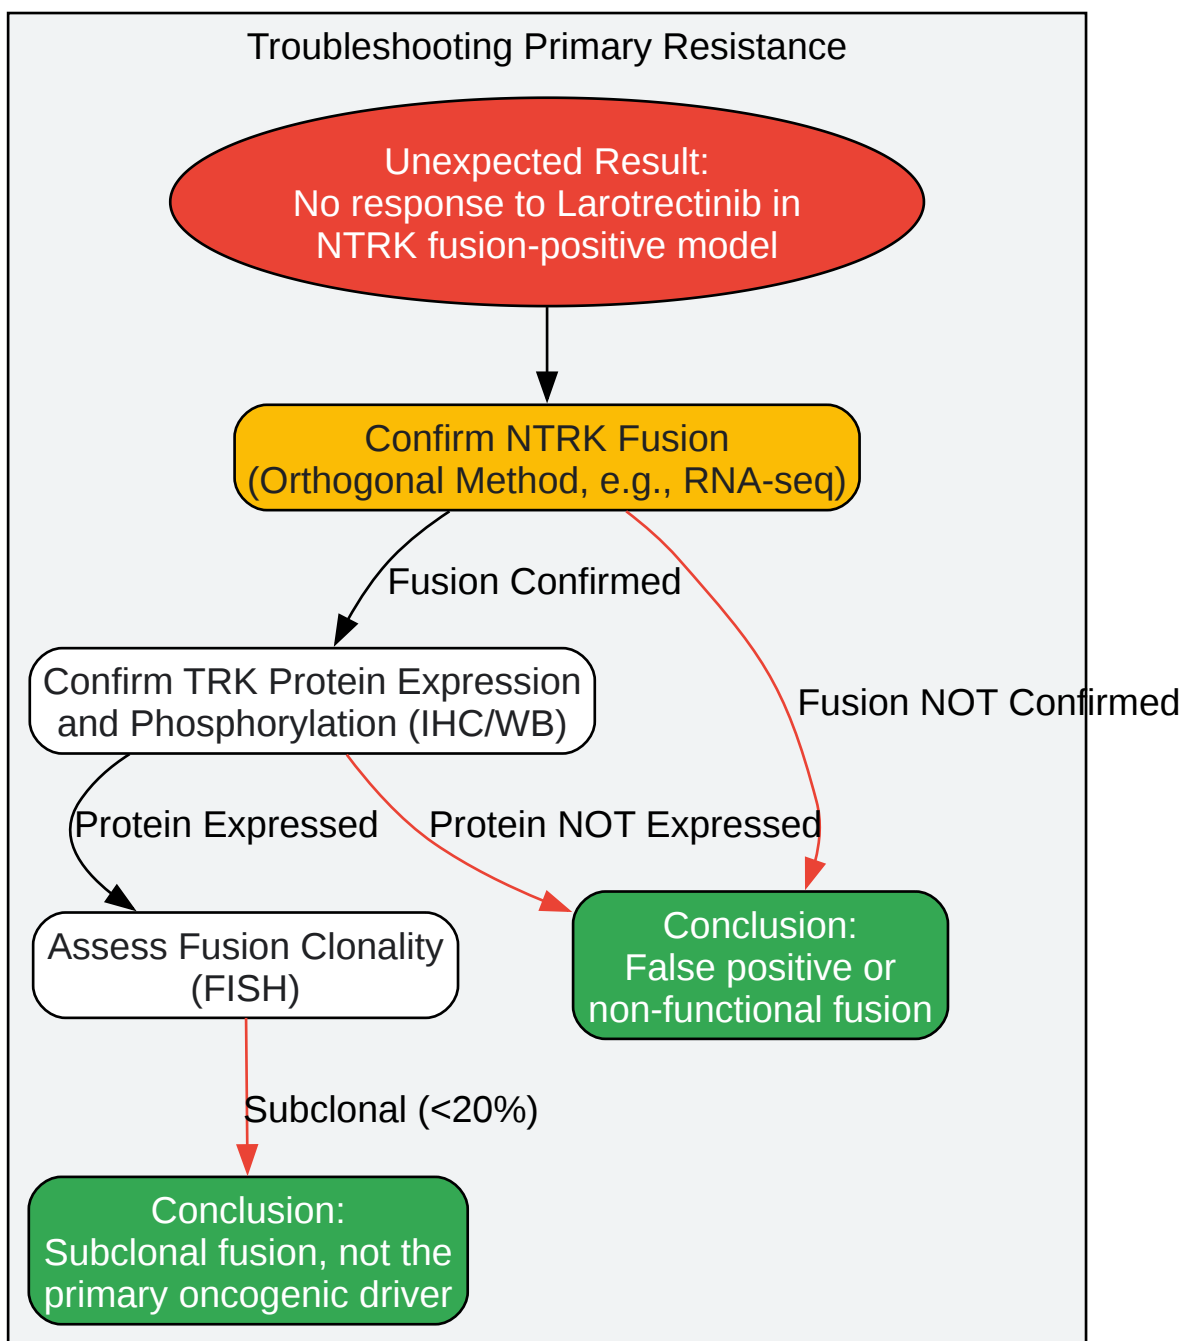 Troubleshooting Primary Resistance
Unexpected Result:
No response to Larotrectinib in
NTRK fusion-positive model
Confirm NTRK Fusion
(Orthogonal Method, e.g., RNA-seq)
Fusion Confirmed
Confirm TRK Protein Expression
and Phosphorylation (IHC/WB)
Fusion NOT Confirmed
Protein Expressed
Protein NOT Expressed
Assess Fusion Clonality
(FISH)
Conclusion:
False positive or
non-functional fusion
Subclonal (<20%)
Conclusion:
Subclonal fusion, not the
primary oncogenic driver